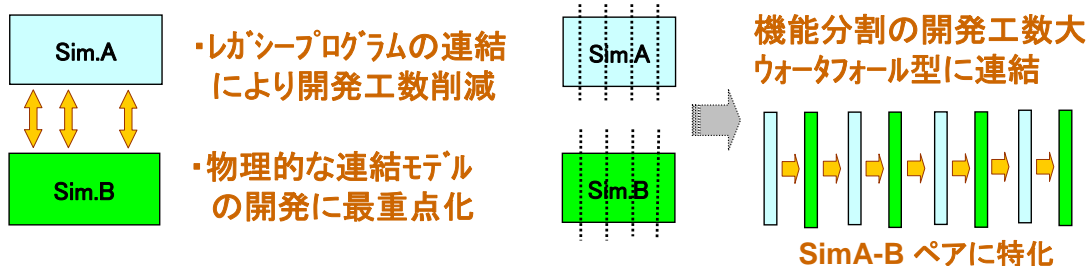 Sim.A
・レガシープログラムの連結
により開発工数削減
Sim.B
・物理的な連結モデル
の開発に最重点化
Sim.A
Sim.B
機能分割の開発工数大
ウォータフォール型に連結
SimA-B ペアに特化